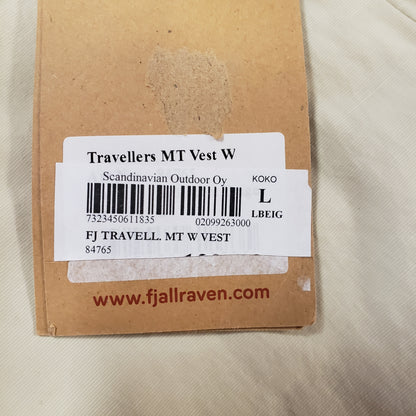 Travellers MT Vest W
Scandinavian Outdoor Oy
KOKO
L
LBEIG
7323450611835
02099263000
FJ TRAVELL. MT W VEST
84765
www.fjallraven.com